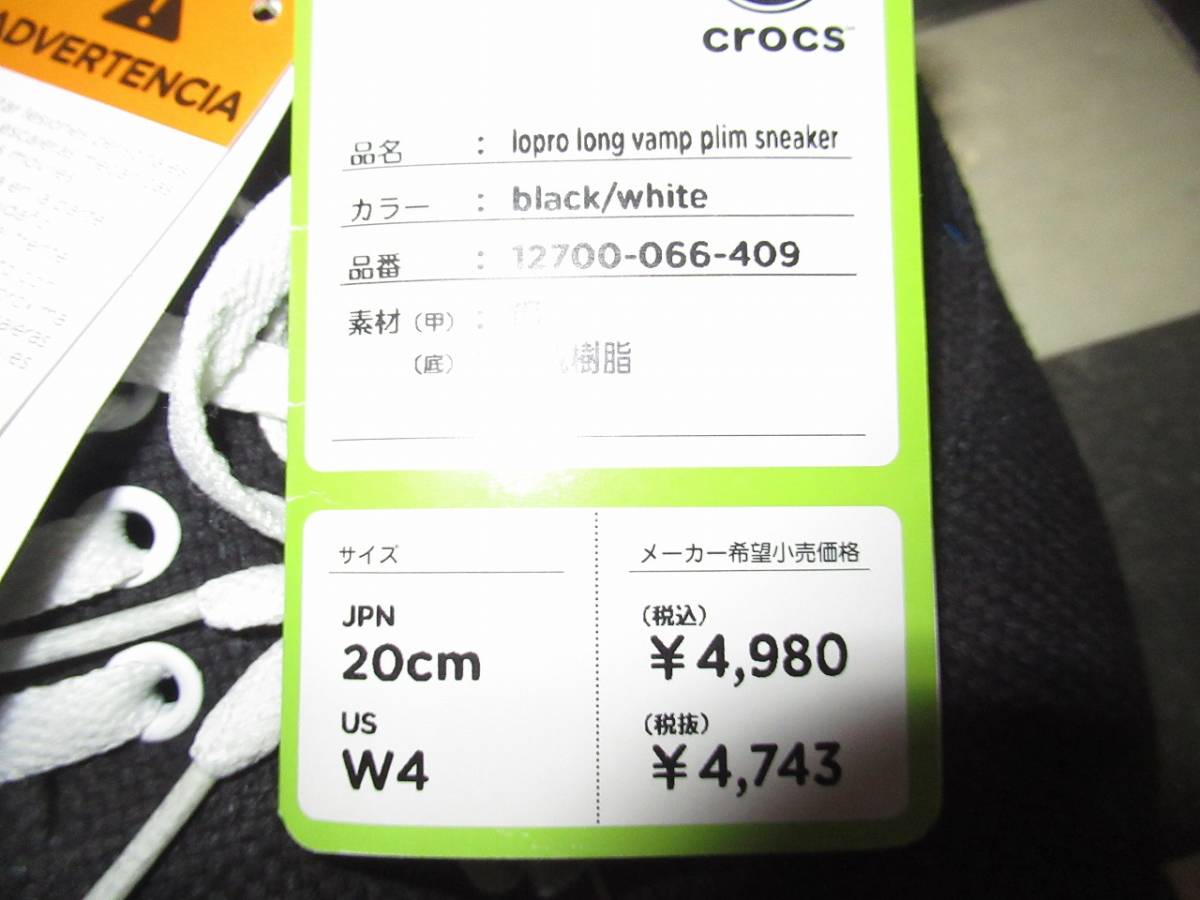 ADVERTENCIA
crocs™
品名 : lopro long vamp plim sneaker
カラー : black/white
品番 : 12700-066-409
素材 (甲) :
(底) 樹脂
サイズ
JPN
20cm
US
W4
メーカー希望小売価格
(税込)
¥4,980
(税抜)
¥4,743